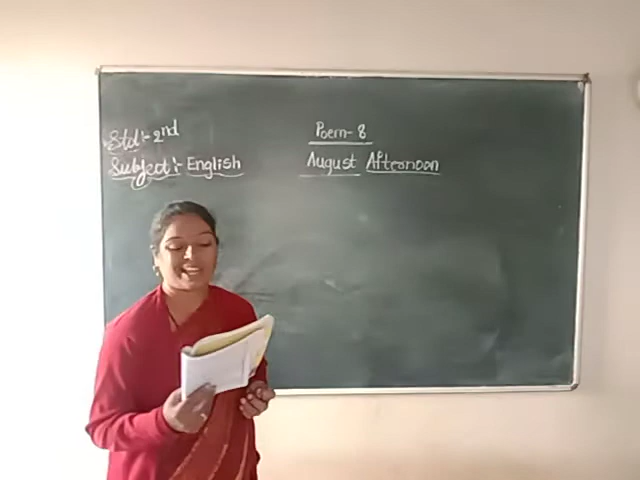 Std :- 2nd
Subject :- English
Poem - 8
August Afternoon